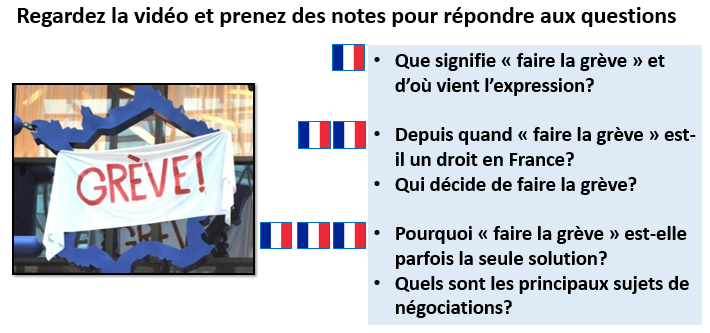 Regardez la vidéo et prenez des notes pour répondre aux questions
GRÈVE !
GREVE
• Que signifie « faire la grève » et
d’où vient l’expression?
• Depuis quand « faire la grève » est-
il un droit en France?
• Qui décide de faire la grève?
• Pourquoi « faire la grève » est-elle
parfois la seule solution?
• Quels sont les principaux sujets de
négociations?